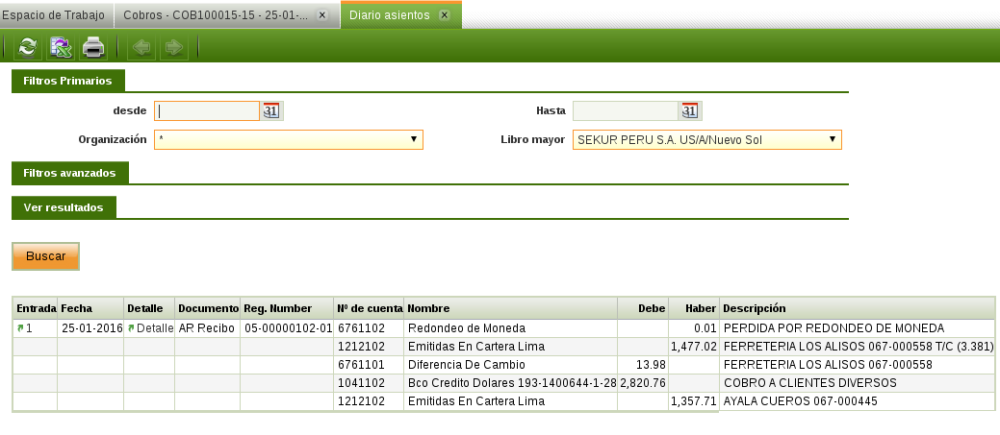 Espacio de Trabajo Cobros - COB100015-15 - 25-01-... x Diario asientos x
Filtros Primarios
desde 31 Hasta 31
Organización * Libro mayor SEKUR PERU S.A. US/A/Nuevo Sol
Filtros avanzados
Ver resultados
Buscar
Entrada Fecha Detalle Documento Reg. Number Nº de cuenta Nombre Debe Haber Descripción
1 25-01-2016 Detalle AR Recibo 05-00000102-01 6761102 Redondeo de Moneda 0.01 PERDIDA POR REDONDEO DE MONEDA
1212102 Emitidas En Cartera Lima 1,477.02 FERRETERIA LOS ALISOS 067-000558 T/C (3.381)
6761101 Diferencia De Cambio 13.98 FERRETERIA LOS ALISOS 067-000558
1041102 Bco Credito Dolares 193-1400644-1-28 2,820.76 COBRO A CLIENTES DIVERSOS
1212102 Emitidas En Cartera Lima 1,357.71 AYALA CUEROS 067-000445